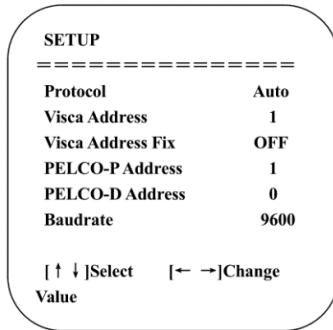 SETUP
===============
Protocol Auto
Visca Address 1
Visca Address Fix OFF
PELCO-P Address 1
PELCO-D Address 0
Baudrate 9600
[↑ ↓]Select [← →]Change
Value